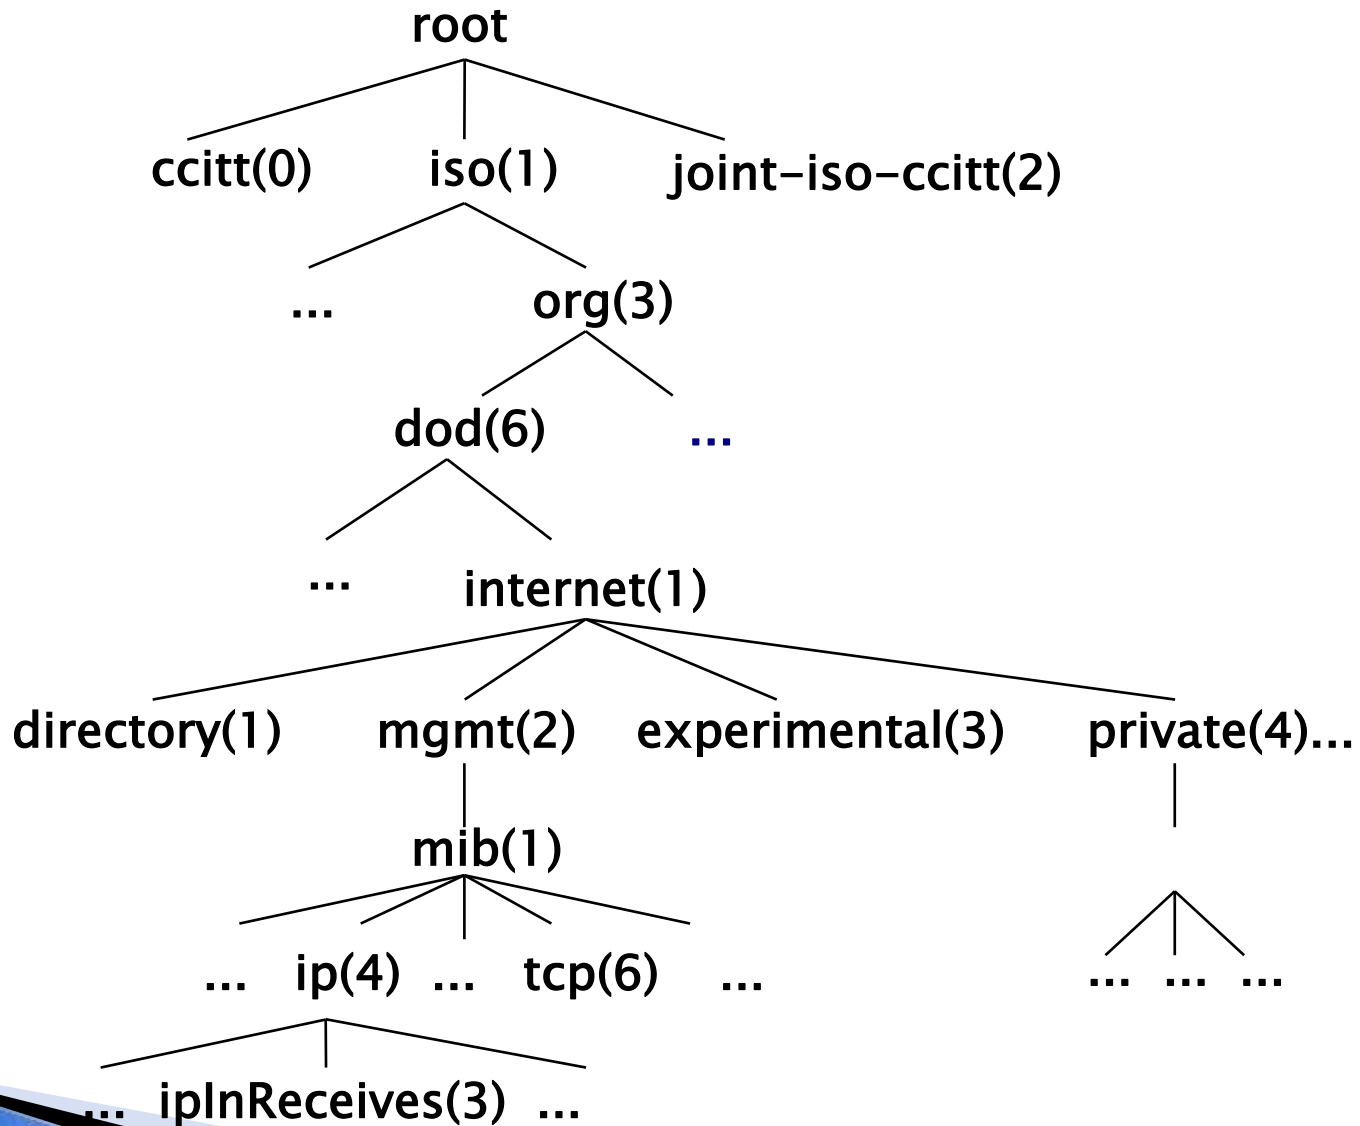 root
ccitt(0) iso(1) joint-iso-ccitt(2)
... org(3)
dod(6) ...
... internet(1)
directory(1) mgmt(2) experimental(3) private(4)...
mib(1)
... ip(4) ... tcp(6) ... ... ... ...
... ipInReceives(3) ...